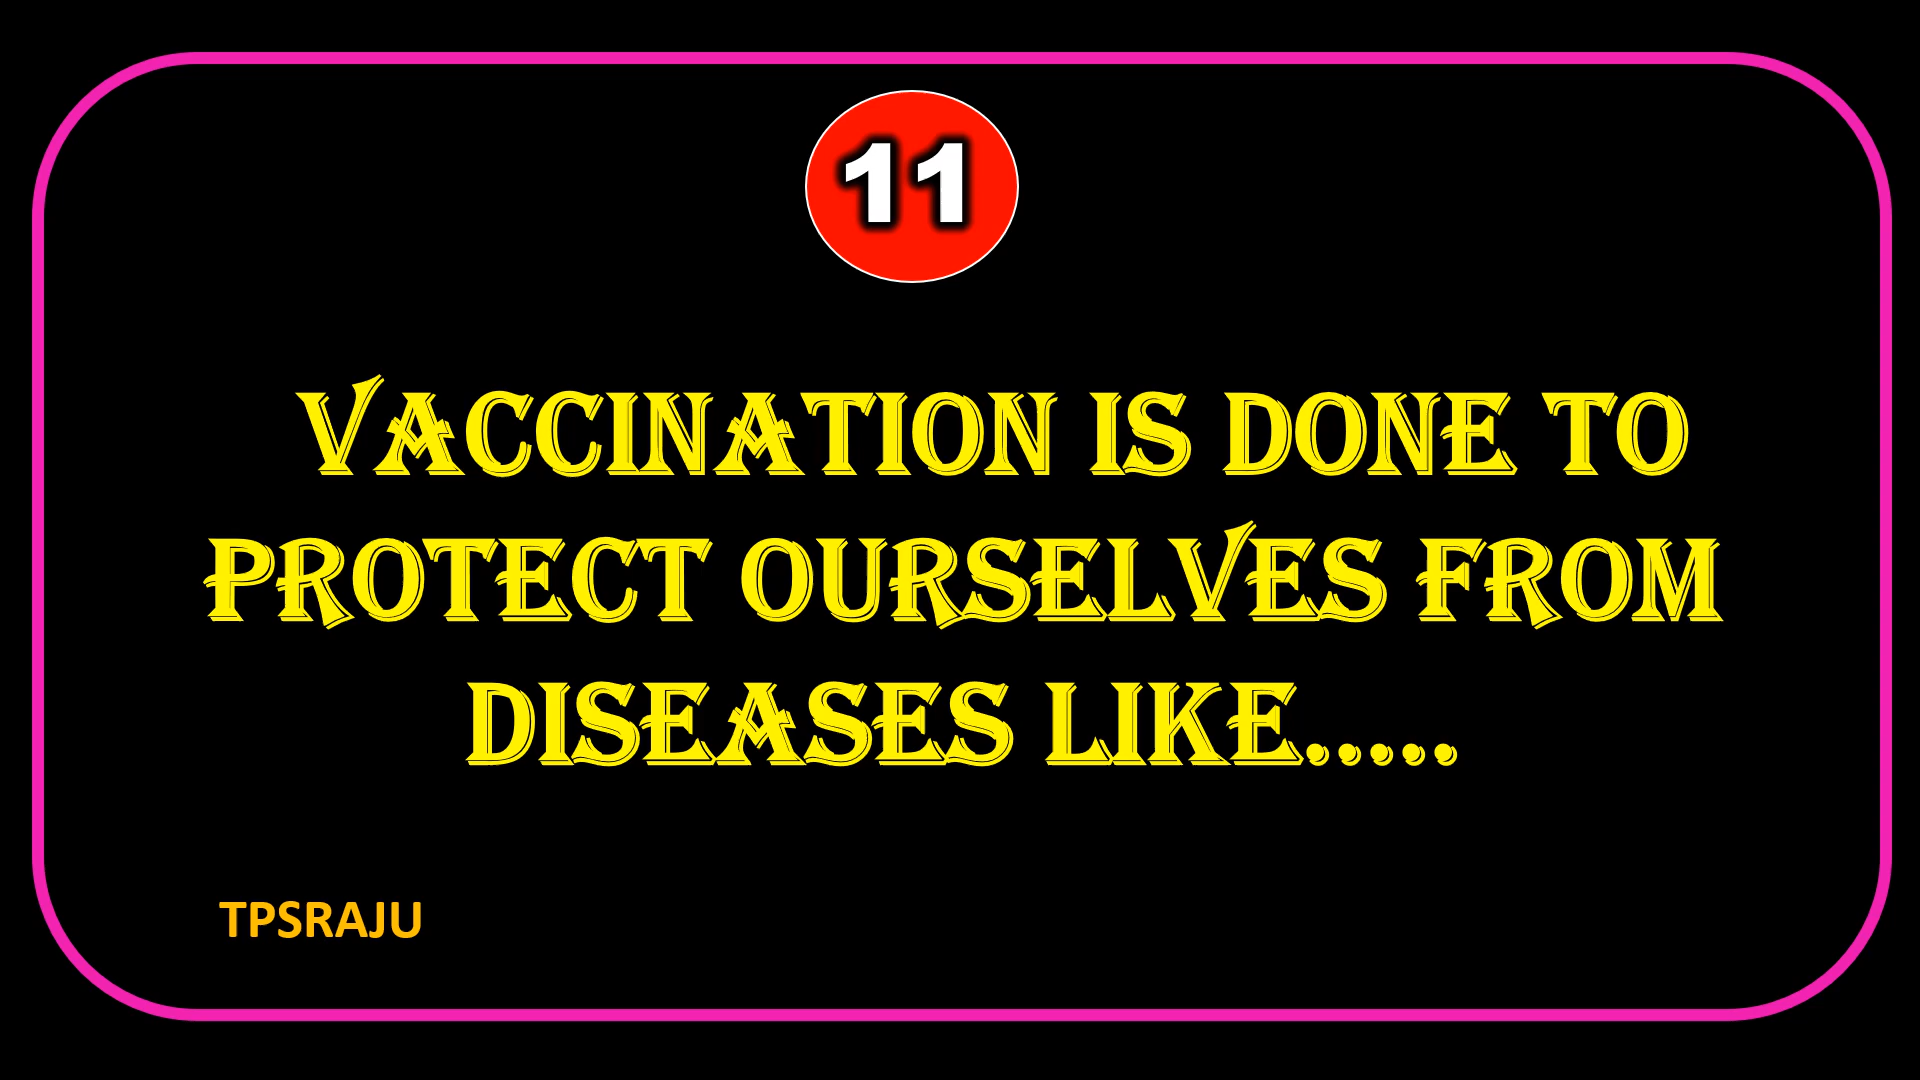 11
VACCINATION IS DONE TO
PROTECT OURSELVES FROM
DISEASES LIKE.....
TPSRAJU